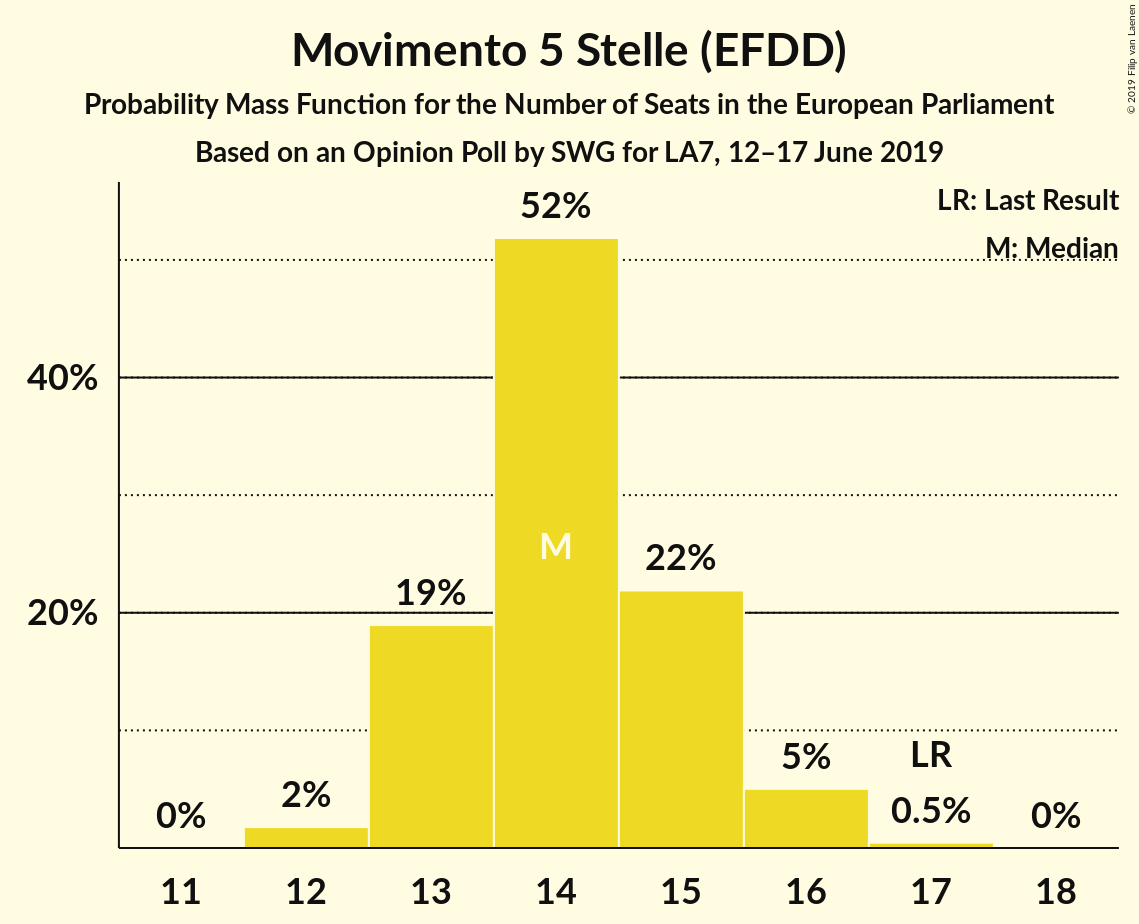 Movimento 5 Stelle (EFDD)
Probability Mass Function for the Number of Seats in the European Parliament
Based on an Opinion Poll by SWG for LA7, 12–17 June 2019
© 2019 Filip van Laenen
LR: Last Result
M: Median
40%
20%
0%
2%
19%
52%
M
22%
5%
LR
0.5%
0%
11 12 13 14 15 16 17 18